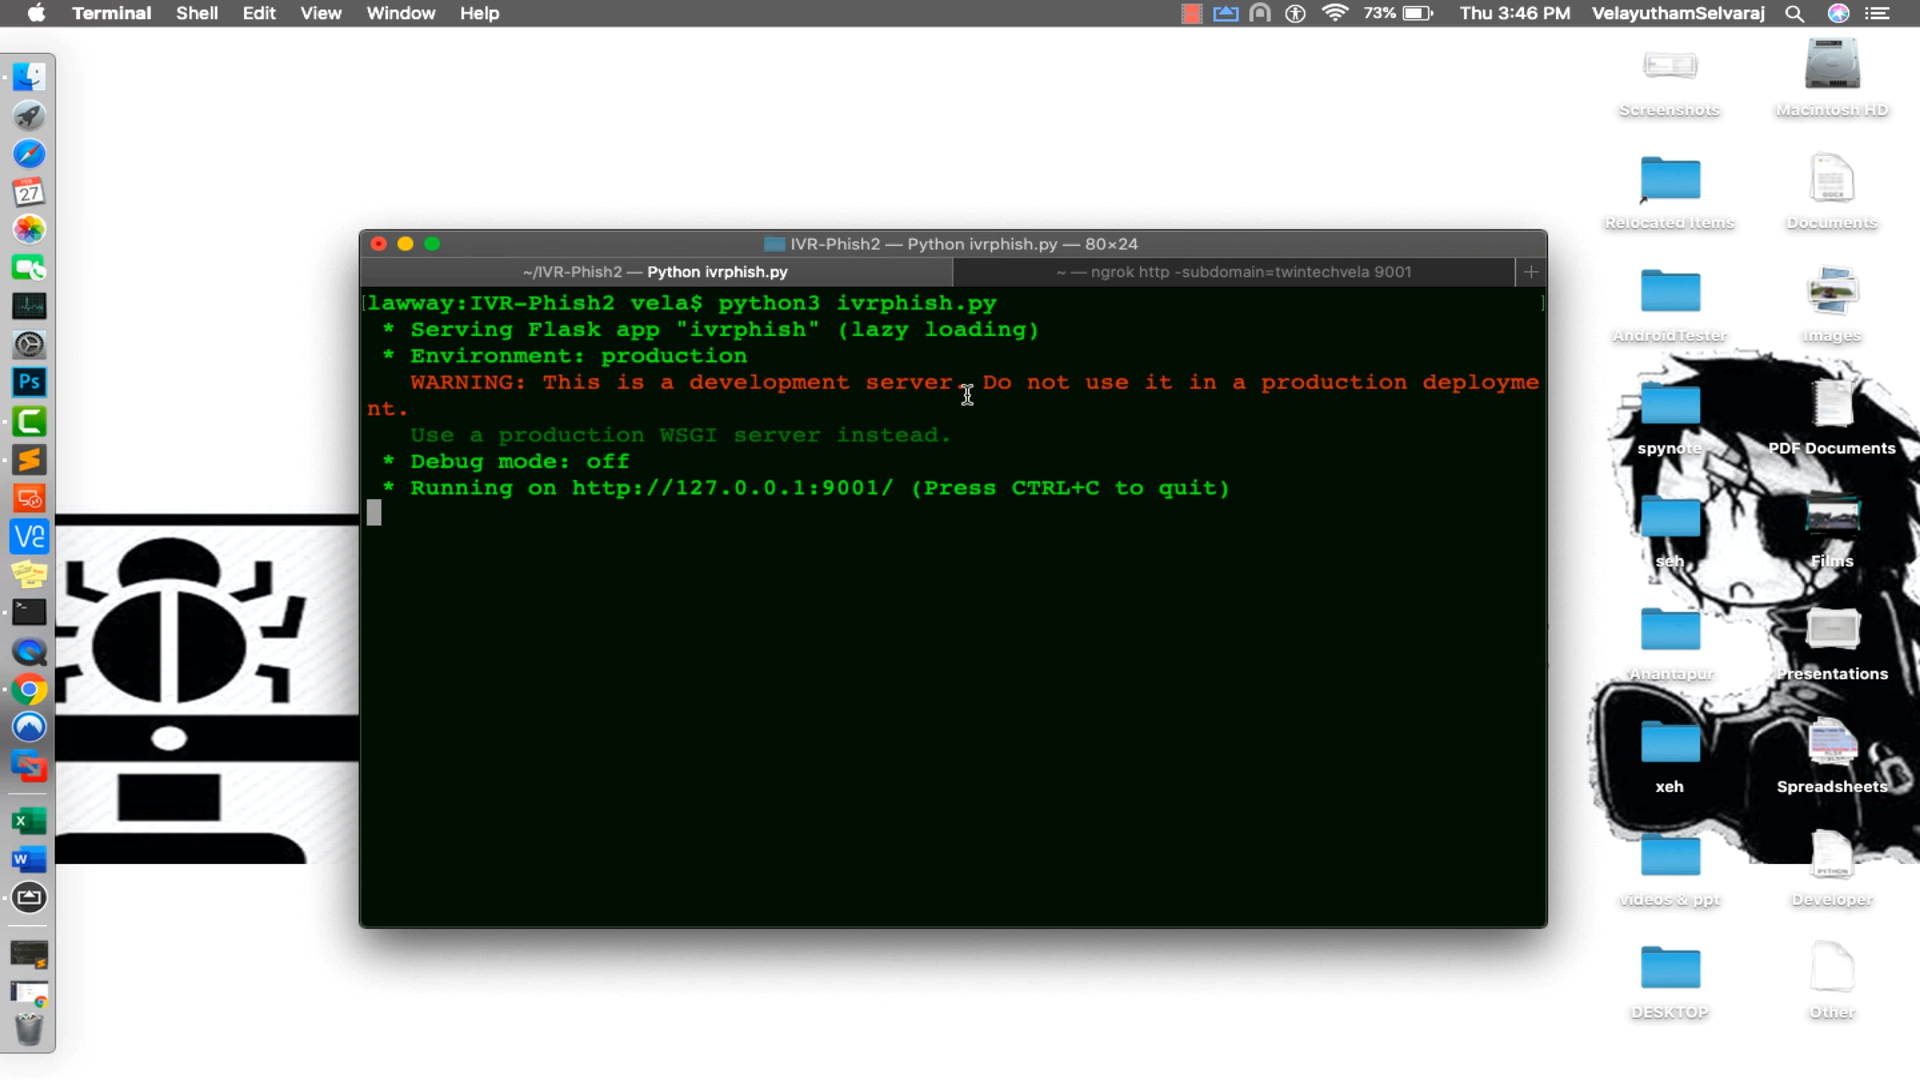 Terminal Shell Edit View Window Help 73% Thu 3:46 PM VelayuthamSelvaraj
Screenshots Macintosh HD
Relocated Items Documents
AndroidTester Images
spynote PDF Documents
seh Films
Anantapur Presentations
xeh Spreadsheets
videos & ppt Developer
DESKTOP Other
DOCX
PYTHON
FEB
27
Ps
X
W
IVR-Phish2 — Python ivrphish.py — 80×24
~/IVR-Phish2 — Python ivrphish.py ~ — ngrok http -subdomain=twintechvela 9001 +
[lawway:IVR-Phish2 vela$ python3 ivrphish.py ]
* Serving Flask app "ivrphish" (lazy loading)
* Environment: production
WARNING: This is a development server. Do not use it in a production deployme
nt.
Use a production WSGI server instead.
* Debug mode: off
* Running on http://127.0.0.1:9001/ (Press CTRL+C to quit)